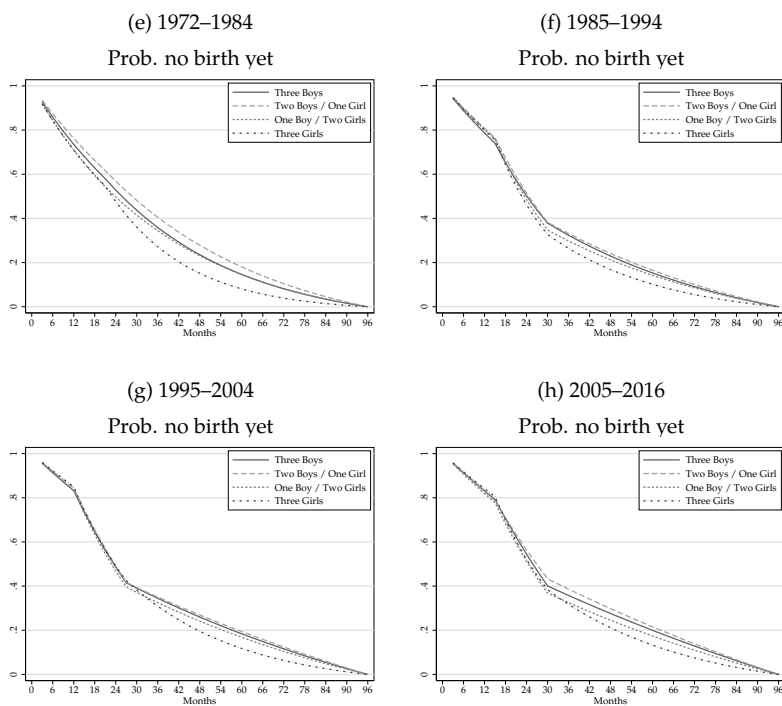 (e) 1972–1984
Prob. no birth yet
Three Boys
Two Boys / One Girl
One Boy / Two Girls
Three Girls
1
.8
.6
.4
.2
0
0 6 12 18 24 30 36 42 48 54 60 66 72 78 84 90 96
Months
(f) 1985–1994
Prob. no birth yet
Three Boys
Two Boys / One Girl
One Boy / Two Girls
Three Girls
1
.8
.6
.4
.2
0
0 6 12 18 24 30 36 42 48 54 60 66 72 78 84 90 96
Months
(g) 1995–2004
Prob. no birth yet
Three Boys
Two Boys / One Girl
One Boy / Two Girls
Three Girls
1
.8
.6
.4
.2
0
0 6 12 18 24 30 36 42 48 54 60 66 72 78 84 90 96
Months
(h) 2005–2016
Prob. no birth yet
Three Boys
Two Boys / One Girl
One Boy / Two Girls
Three Girls
1
.8
.6
.4
.2
0
0 6 12 18 24 30 36 42 48 54 60 66 72 78 84 90 96
Months